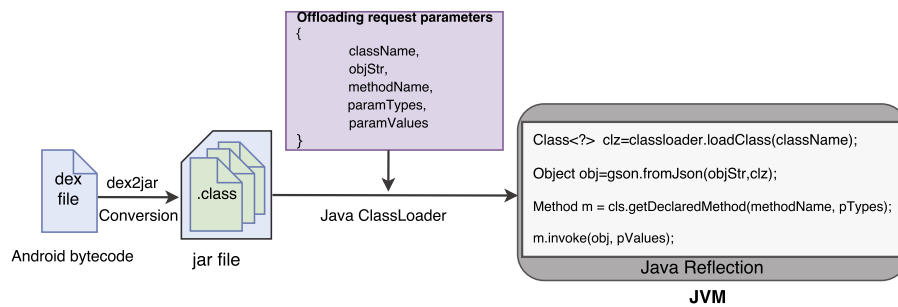 Offloading request parameters
{
className,
objStr,
methodName,
paramTypes,
paramValues
}
dex
file
dex2jar
Conversion
.class
Java ClassLoader
Android bytecode
jar file
Class<?> clz=classloader.loadClass(className);
Object obj=gson.fromJson(objStr,clz);
Method m = cls.getDeclaredMethod(methodName, pTypes);
m.invoke(obj, pValues);
Java Reflection
JVM